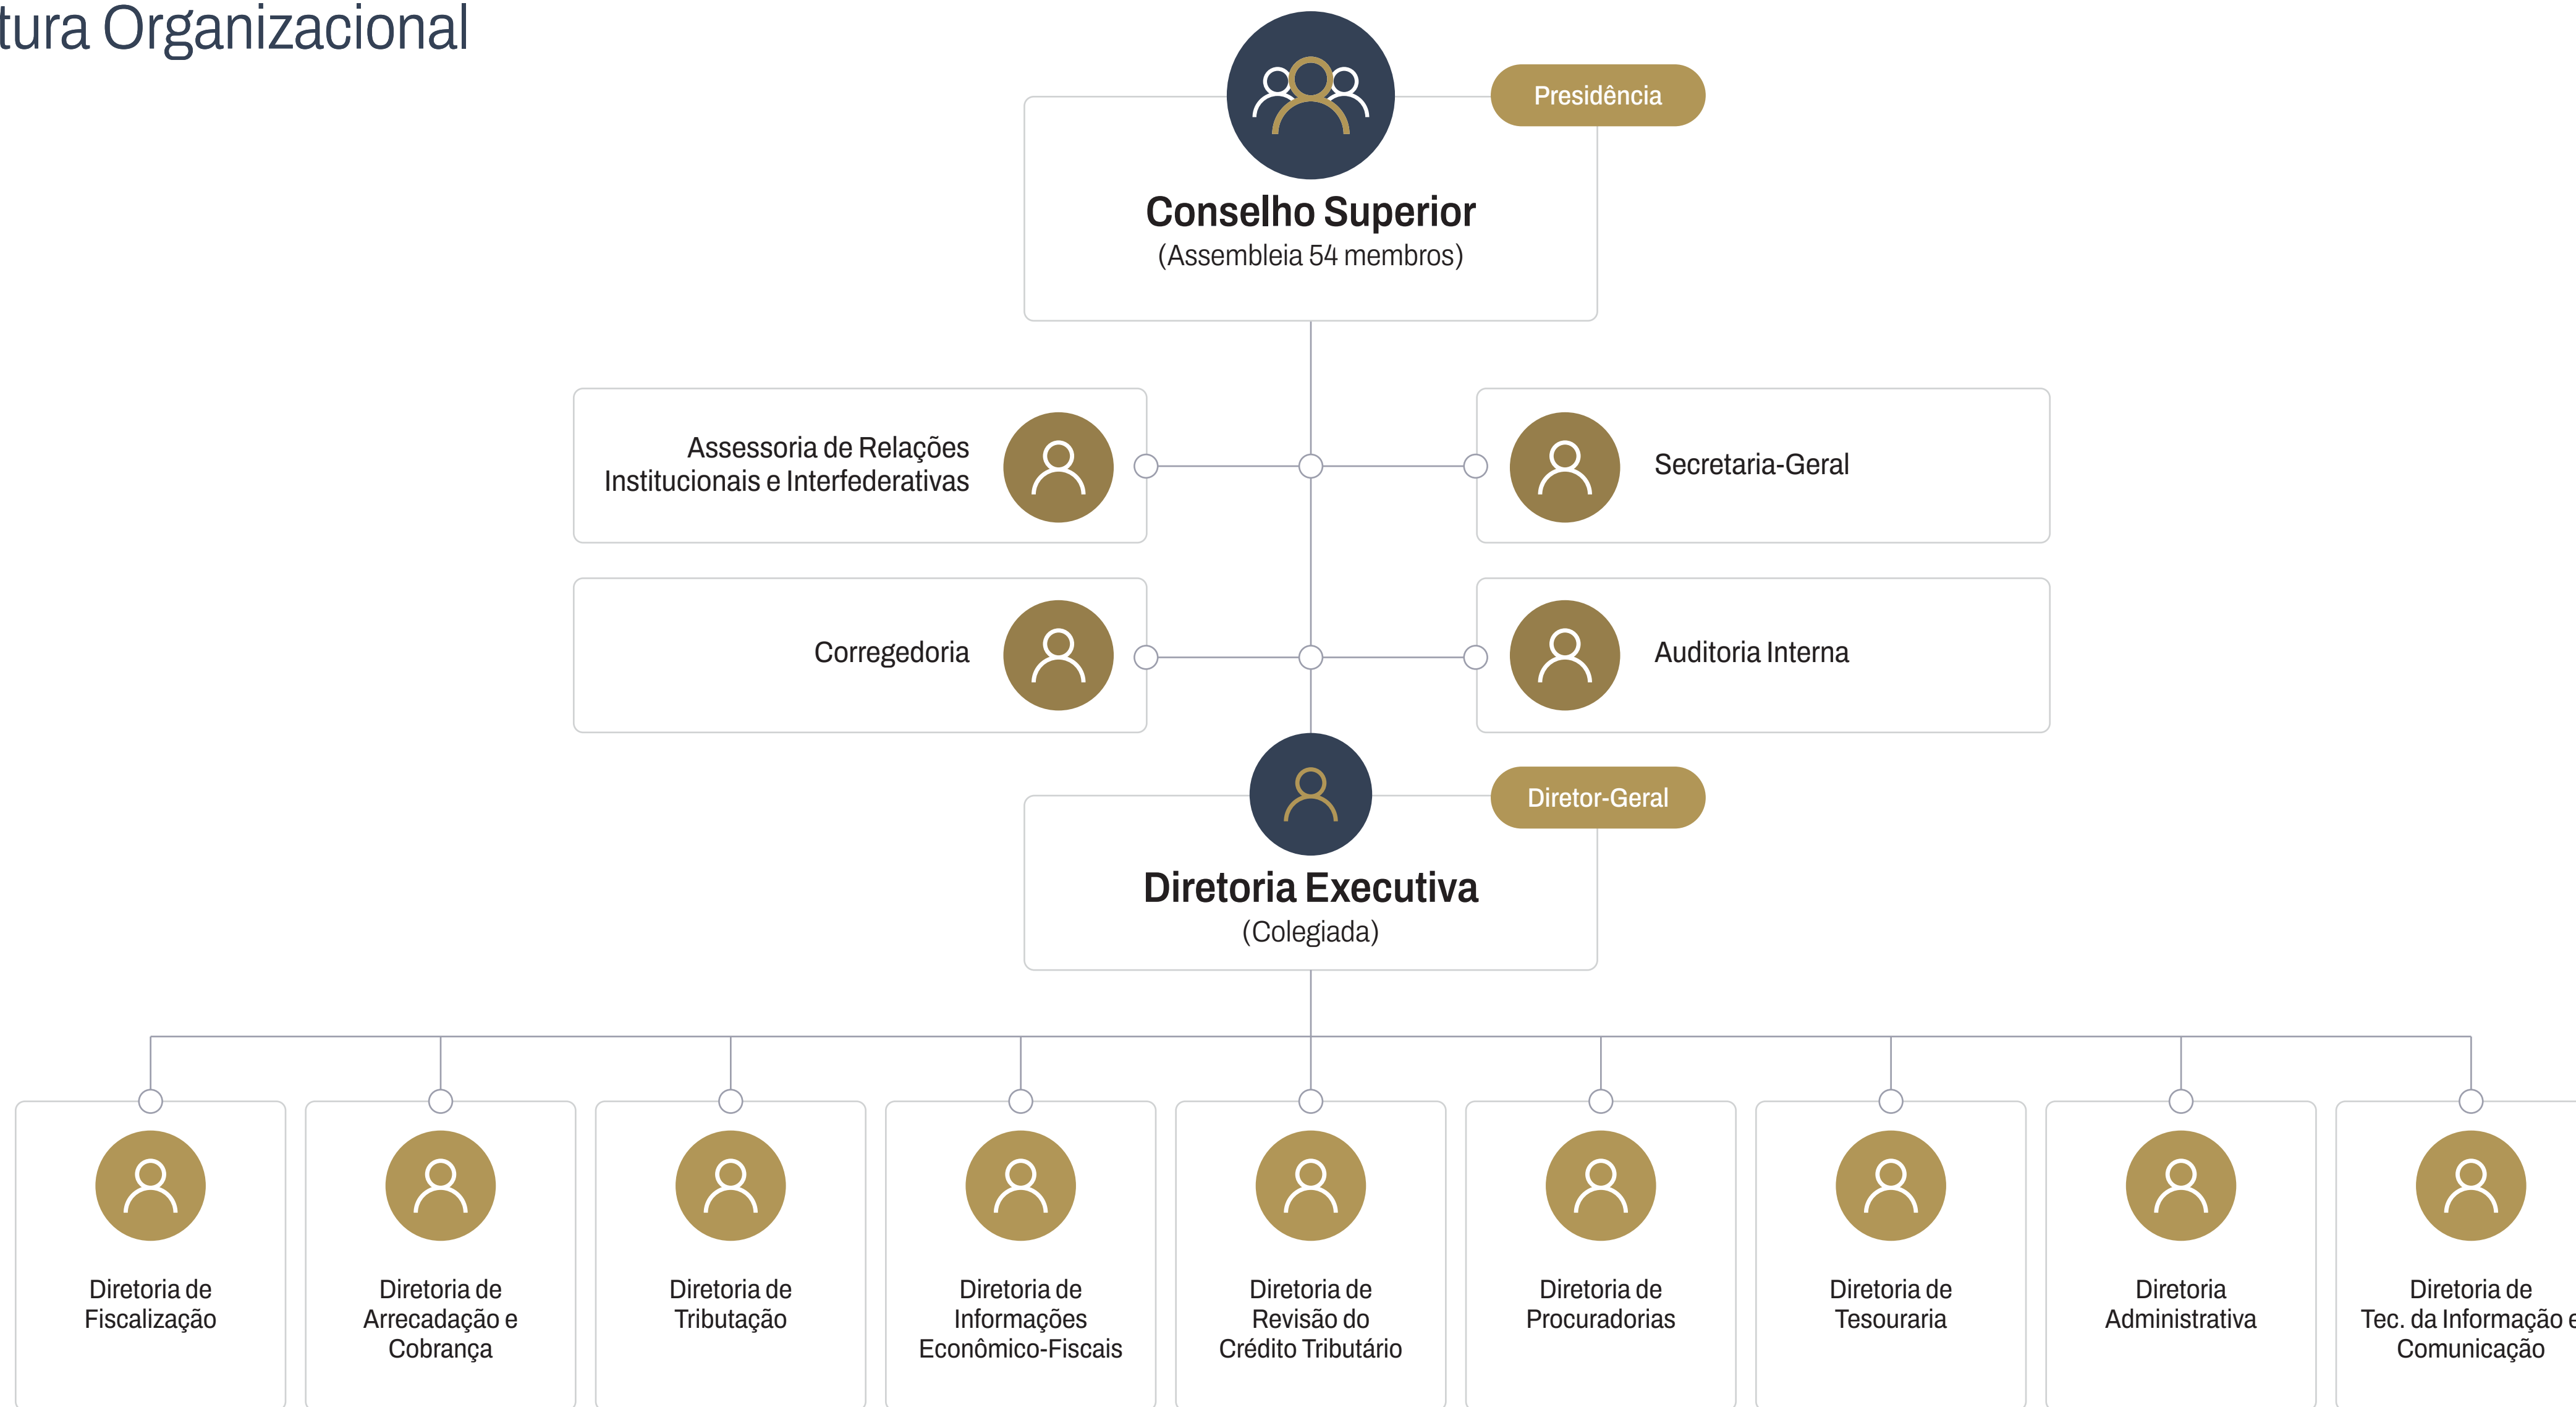 tura Organizacional
Presidência
Conselho Superior
(Assembleia 54 membros)
Assessoria de Relações
Institucionais e Interfederativas
Secretaria-Geral
Corregedoria
Auditoria Interna
Diretor-Geral
Diretoria Executiva
(Colegiada)
Diretoria de
Fiscalização
Diretoria de
Arrecadação e
Cobrança
Diretoria de
Tributação
Diretoria de
Informações
Econômico-Fiscais
Diretoria de
Revisão do
Crédito Tributário
Diretoria de
Procuradorias
Diretoria de
Tesouraria
Diretoria
Administrativa
Diretoria de
Tec. da Informação e
Comunicação